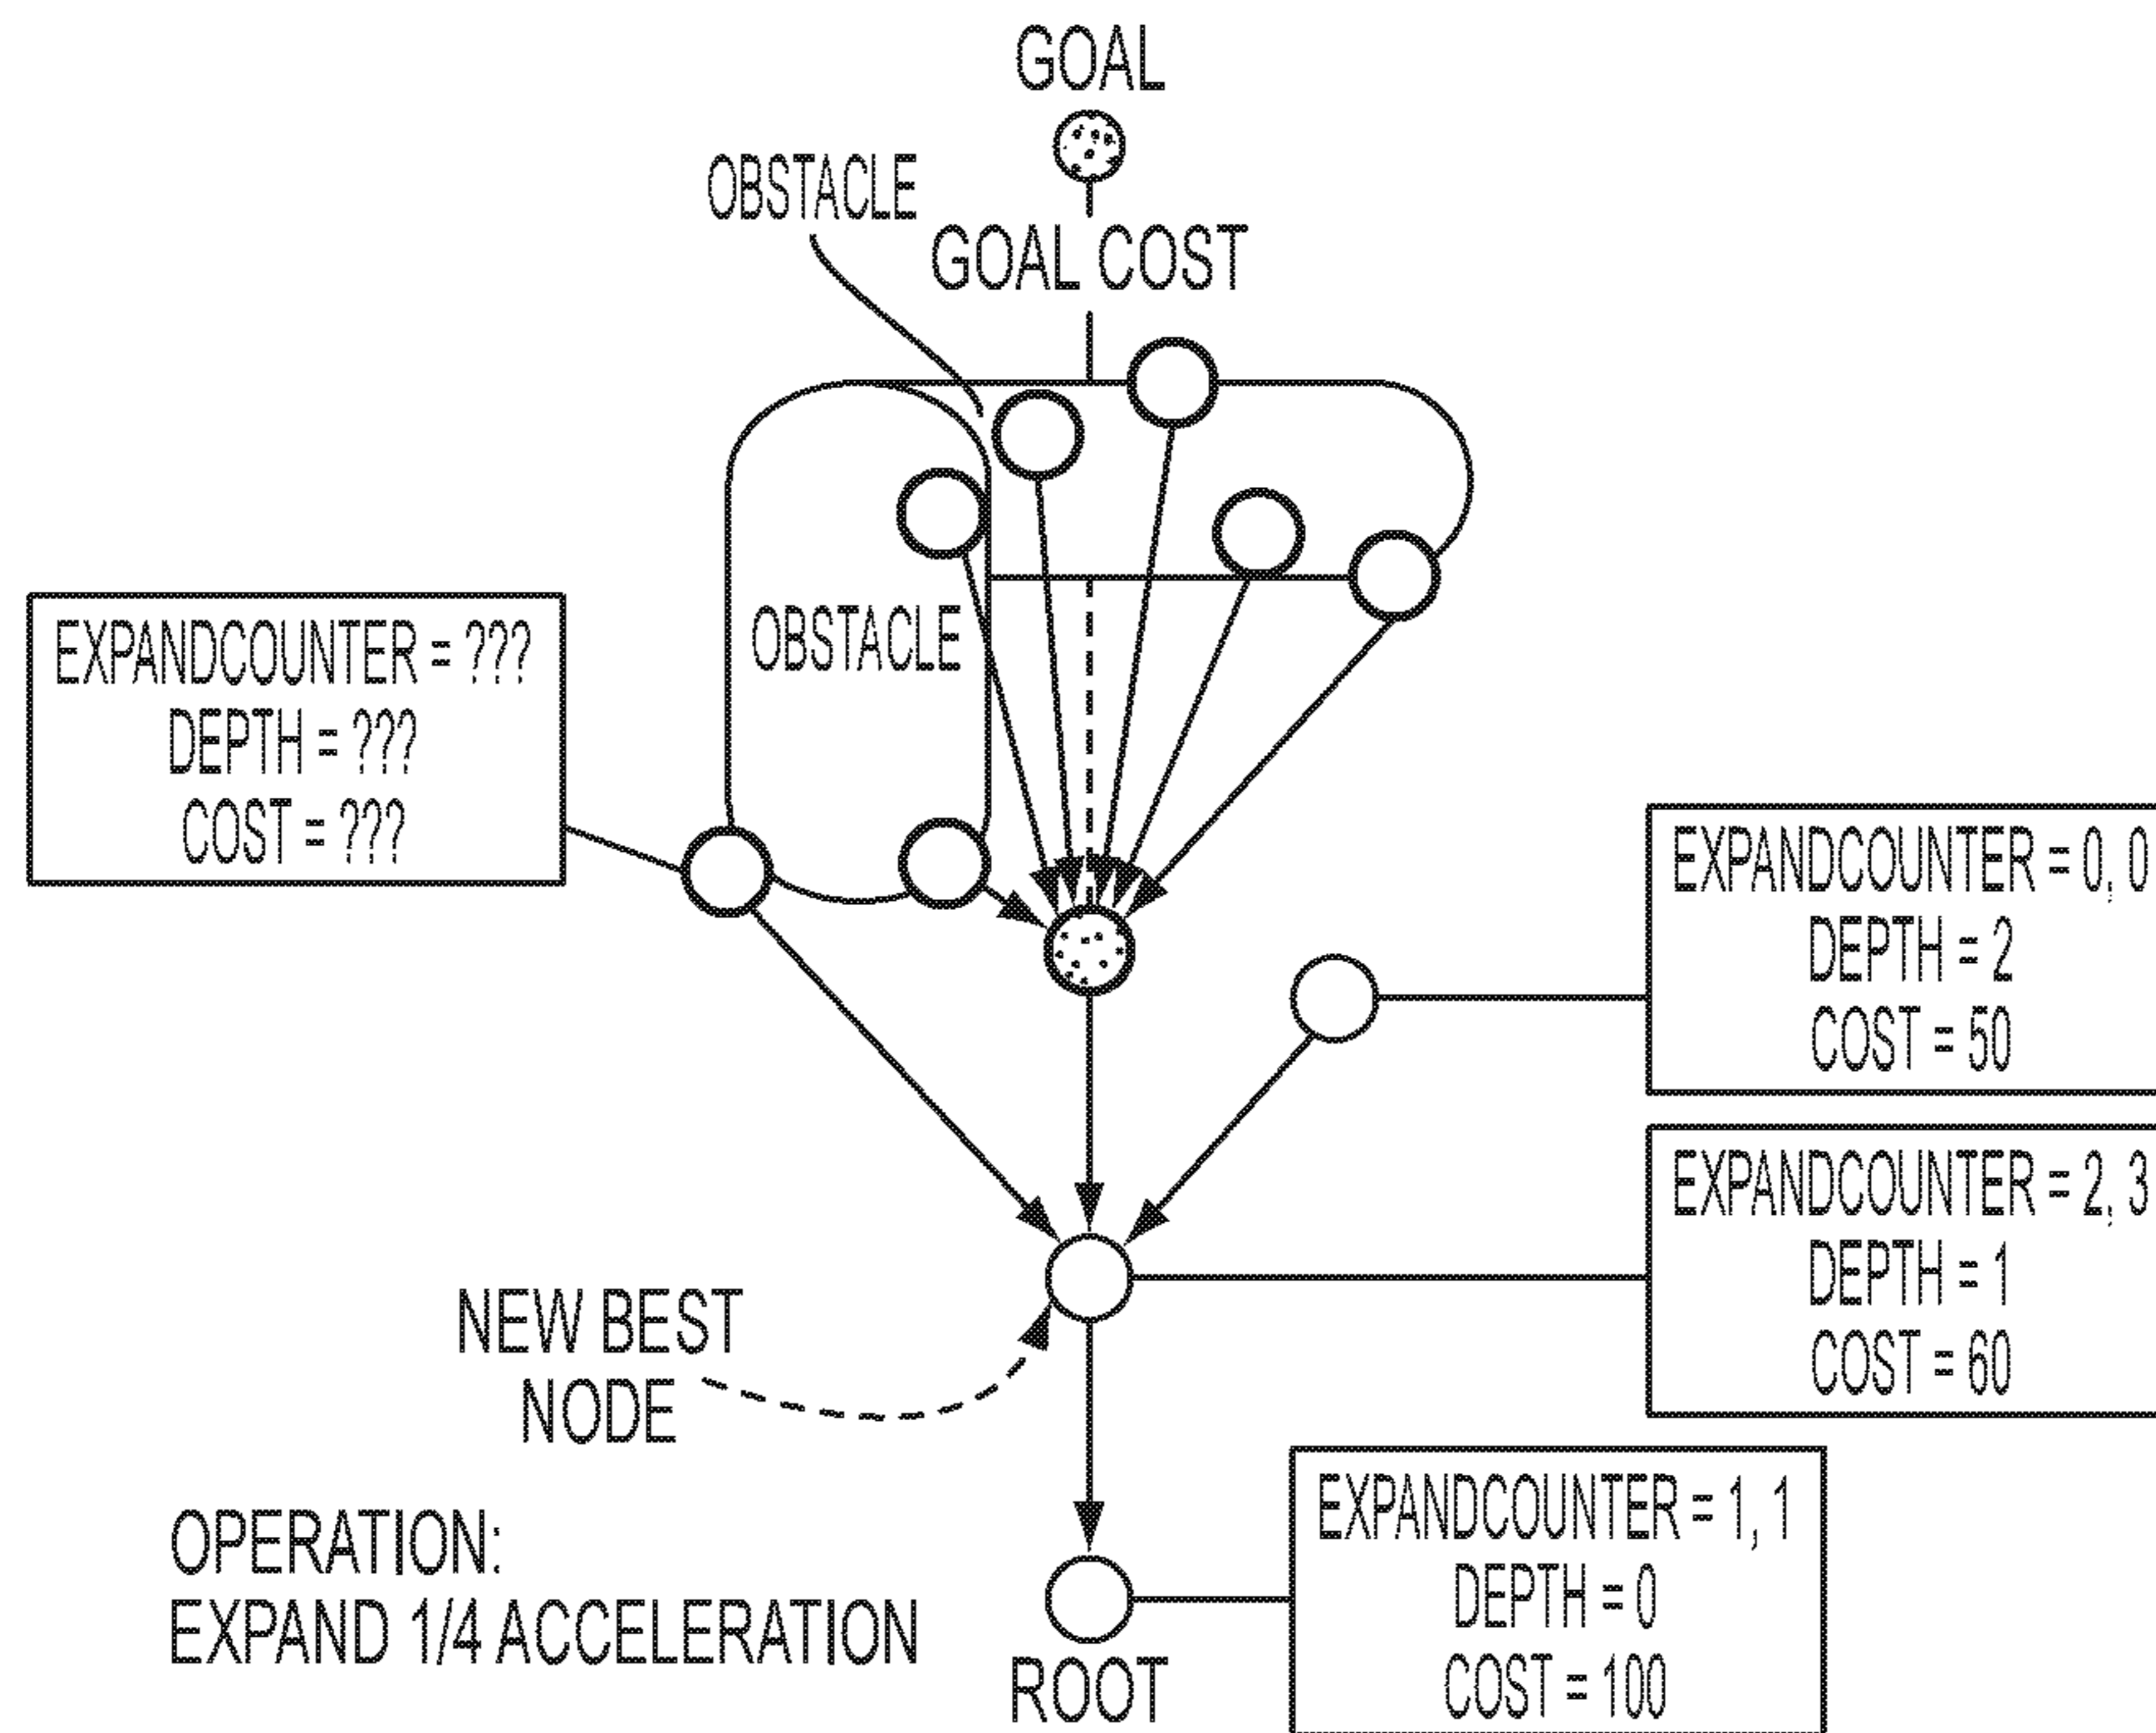 GOAL
OBSTACLE
GOAL COST
OBSTACLE
EXPANDCOUNTER = ???
DEPTH = ???
COST = ???
EXPANDCOUNTER = 0, 0
DEPTH = 2
COST = 50
EXPANDCOUNTER = 2, 3
DEPTH = 1
COST = 60
NEW BEST
NODE
EXPANDCOUNTER = 1, 1
DEPTH = 0
COST = 100
OPERATION:
EXPAND 1/4 ACCELERATION
ROOT